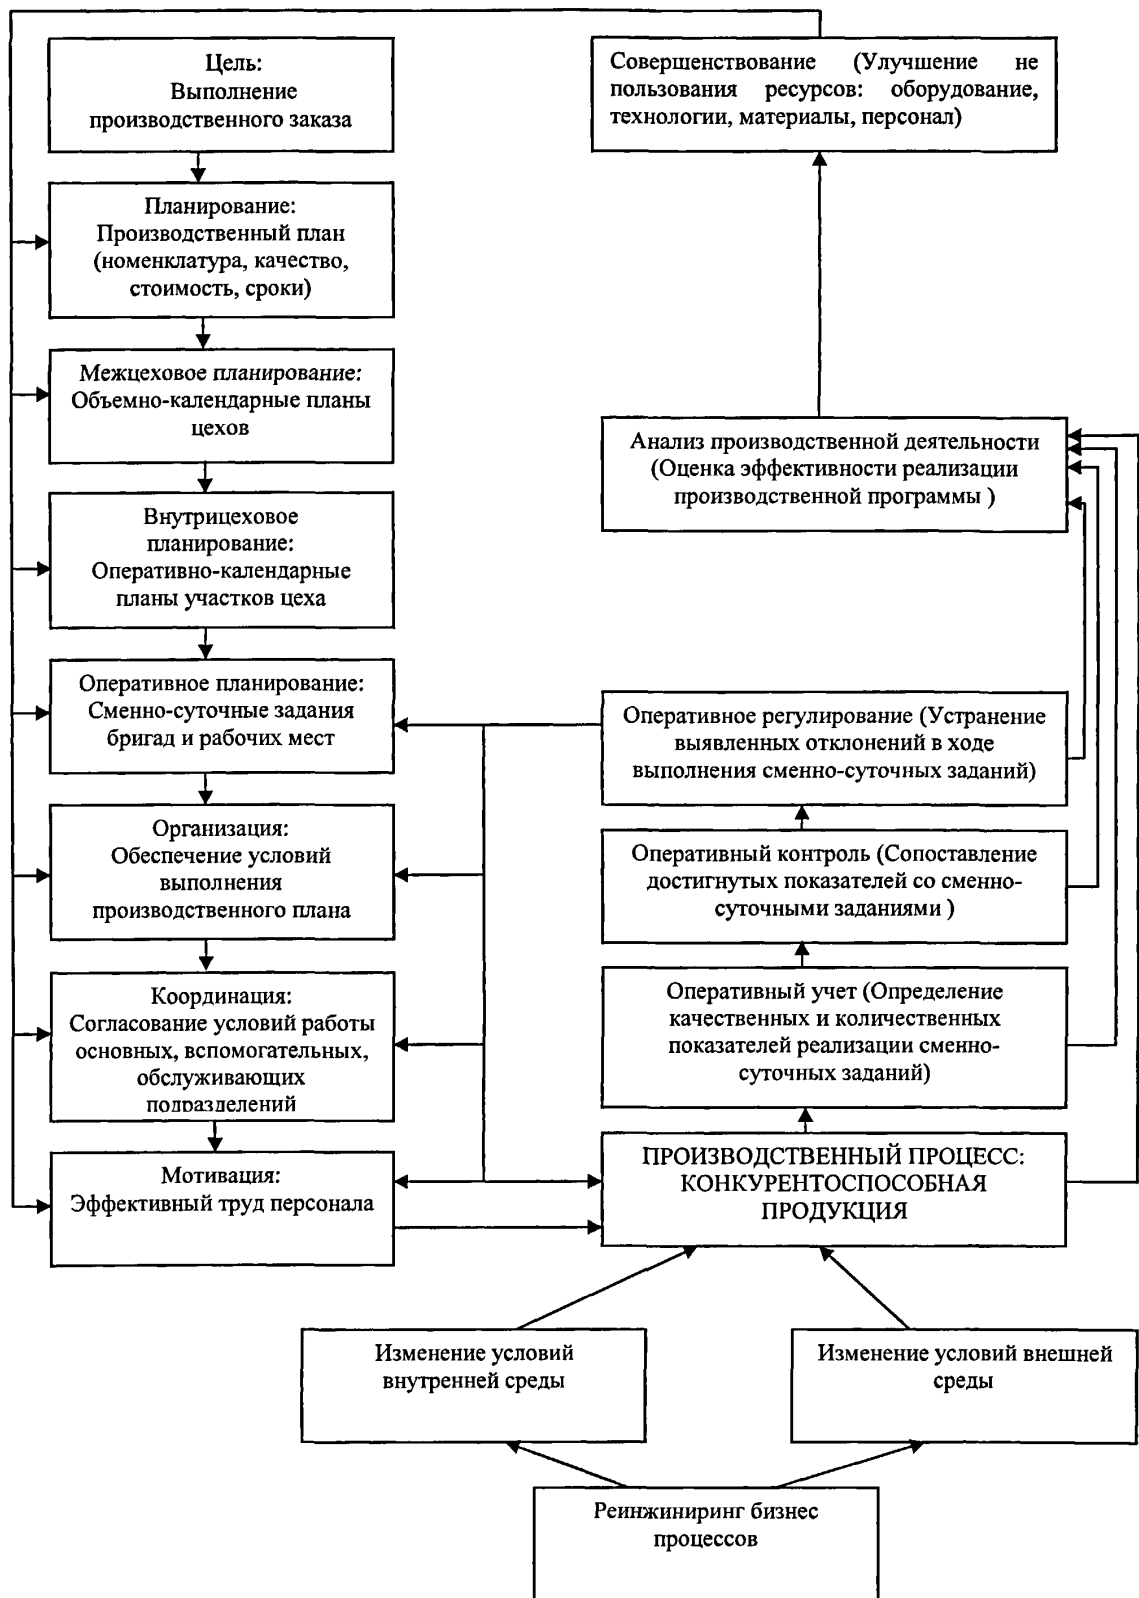 Цель:
Выполнение
производственного заказа
Планирование:
Производственный план
(номенклатура, качество,
стоимость, сроки)
Межцеховое планирование:
Объемно-календарные планы
цехов
Внутрицеховое
планирование:
Оперативно-календарные
планы участков цеха
Оперативное планирование:
Сменно-суточные задания
бригад и рабочих мест
Организация:
Обеспечение условий
выполнения
производственного плана
Координация:
Согласование условий работы
основных, вспомогательных,
обслуживающих
подразделений
Мотивация:
Эффективный труд персонала
Совершенствование (Улучшение не
пользования ресурсов: оборудование,
технологии, материалы, персонал)
Анализ производственной деятельности
(Оценка эффективности реализации
производственной программы )
Оперативное регулирование (Устранение
выявленных отклонений в ходе
выполнения сменно-суточных заданий)
Оперативный контроль (Сопоставление
достигнутых показателей со сменно-
суточными заданиями )
Оперативный учет (Определение
качественных и количественных
показателей реализации сменно-
суточных заданий)
ПРОИЗВОДСТВЕННЫЙ ПРОЦЕСС:
КОНКУРЕНТОСПОСОБНАЯ
ПРОДУКЦИЯ
Изменение условий
внутренней среды
Изменение условий внешней
среды
Реинжиниринг бизнес
процессов